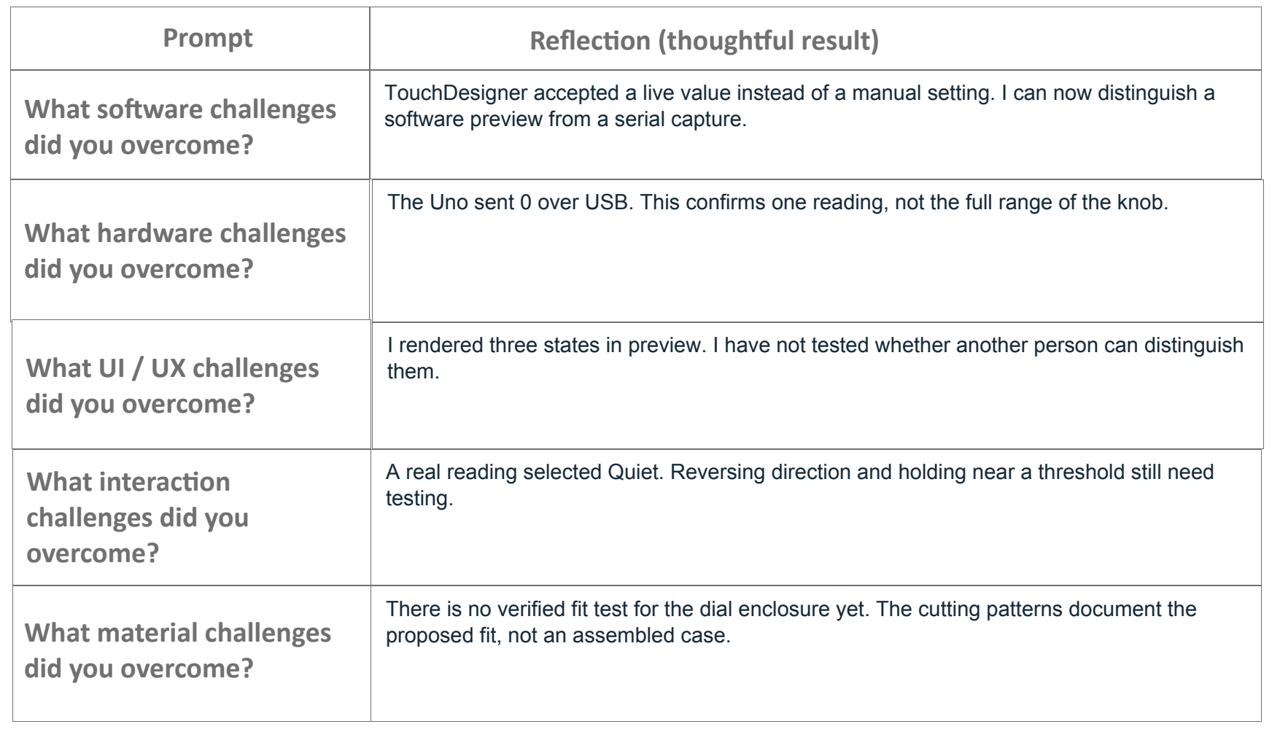 Prompt
Reflection (thoughtful result)
What software challenges
did you overcome?
TouchDesigner accepted a live value instead of a manual setting. I can now distinguish a
software preview from a serial capture.
What hardware challenges
did you overcome?
The Uno sent 0 over USB. This confirms one reading, not the full range of the knob.
What UI / UX challenges
did you overcome?
I rendered three states in preview. I have not tested whether another person can distinguish
them.
What interaction
challenges did you
overcome?
A real reading selected Quiet. Reversing direction and holding near a threshold still need
testing.
What material challenges
did you overcome?
There is no verified fit test for the dial enclosure yet. The cutting patterns document the
proposed fit, not an assembled case.